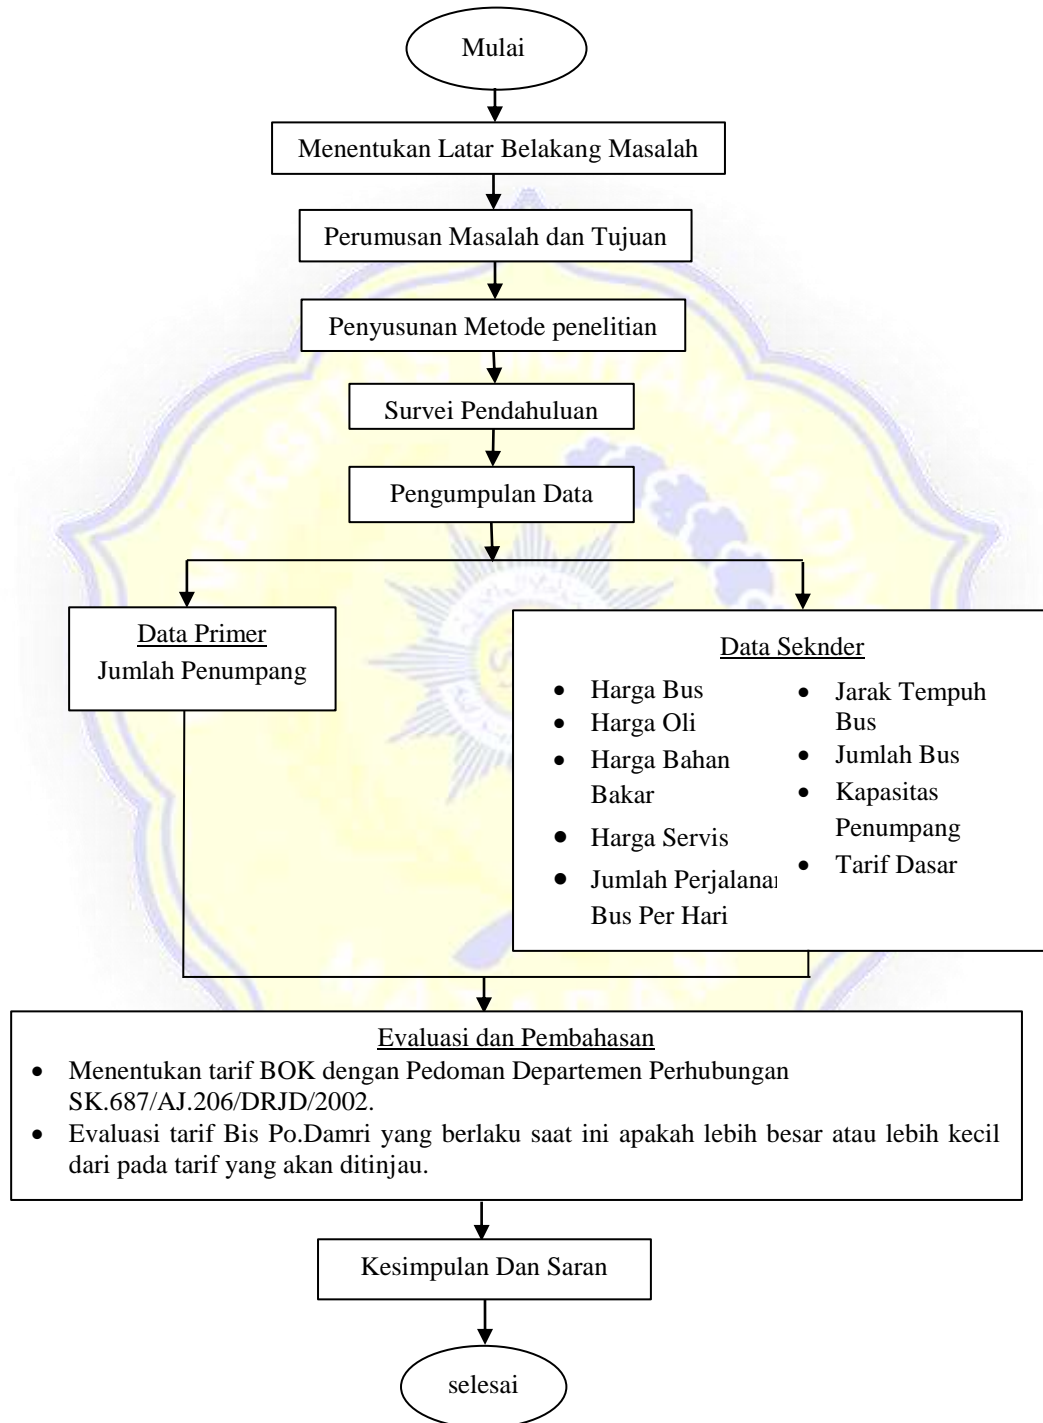 Mulai
Menentukan Latar Belakang Masalah
Perumusan Masalah dan Tujuan
Penyusunan Metode penelitian
Survei Pendahuluan
Pengumpulan Data
Data Primer
Jumlah Penumpang
Data Seknder
• Harga Bus
• Harga Oli
• Harga Bahan
Bakar
• Harga Servis
• Jumlah Perjalanan
Bus Per Hari
• Jarak Tempuh
Bus
• Jumlah Bus
• Kapasitas
Penumpang
• Tarif Dasar
Evaluasi dan Pembahasan
• Menentukan tarif BOK dengan Pedoman Departemen Perhubungan
SK.687/AJ.206/DRJD/2002.
• Evaluasi tarif Bis Po.Damri yang berlaku saat ini apakah lebih besar atau lebih kecil
dari pada tarif yang akan ditinjau.
Kesimpulan Dan Saran
selesai